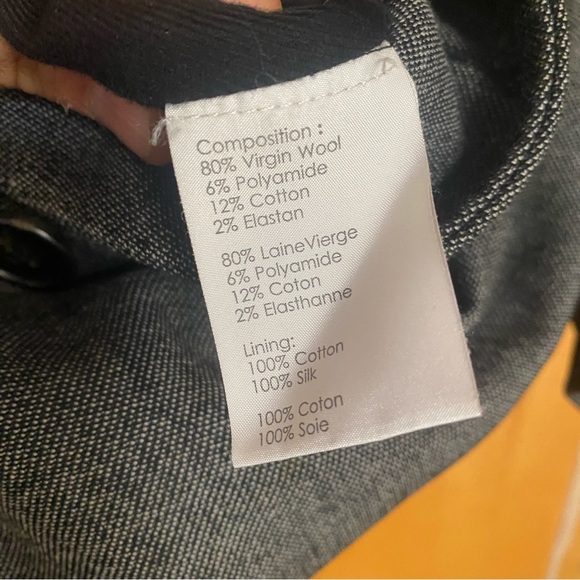 Composition :
80% Virgin Wool
6% Polyamide
12% Cotton
2% Elastan
80% LaineVierge
6% Polyamide
12% Coton
2% Elasthanne
Lining:
100% Cotton
100% Silk
100% Coton
100% Soie